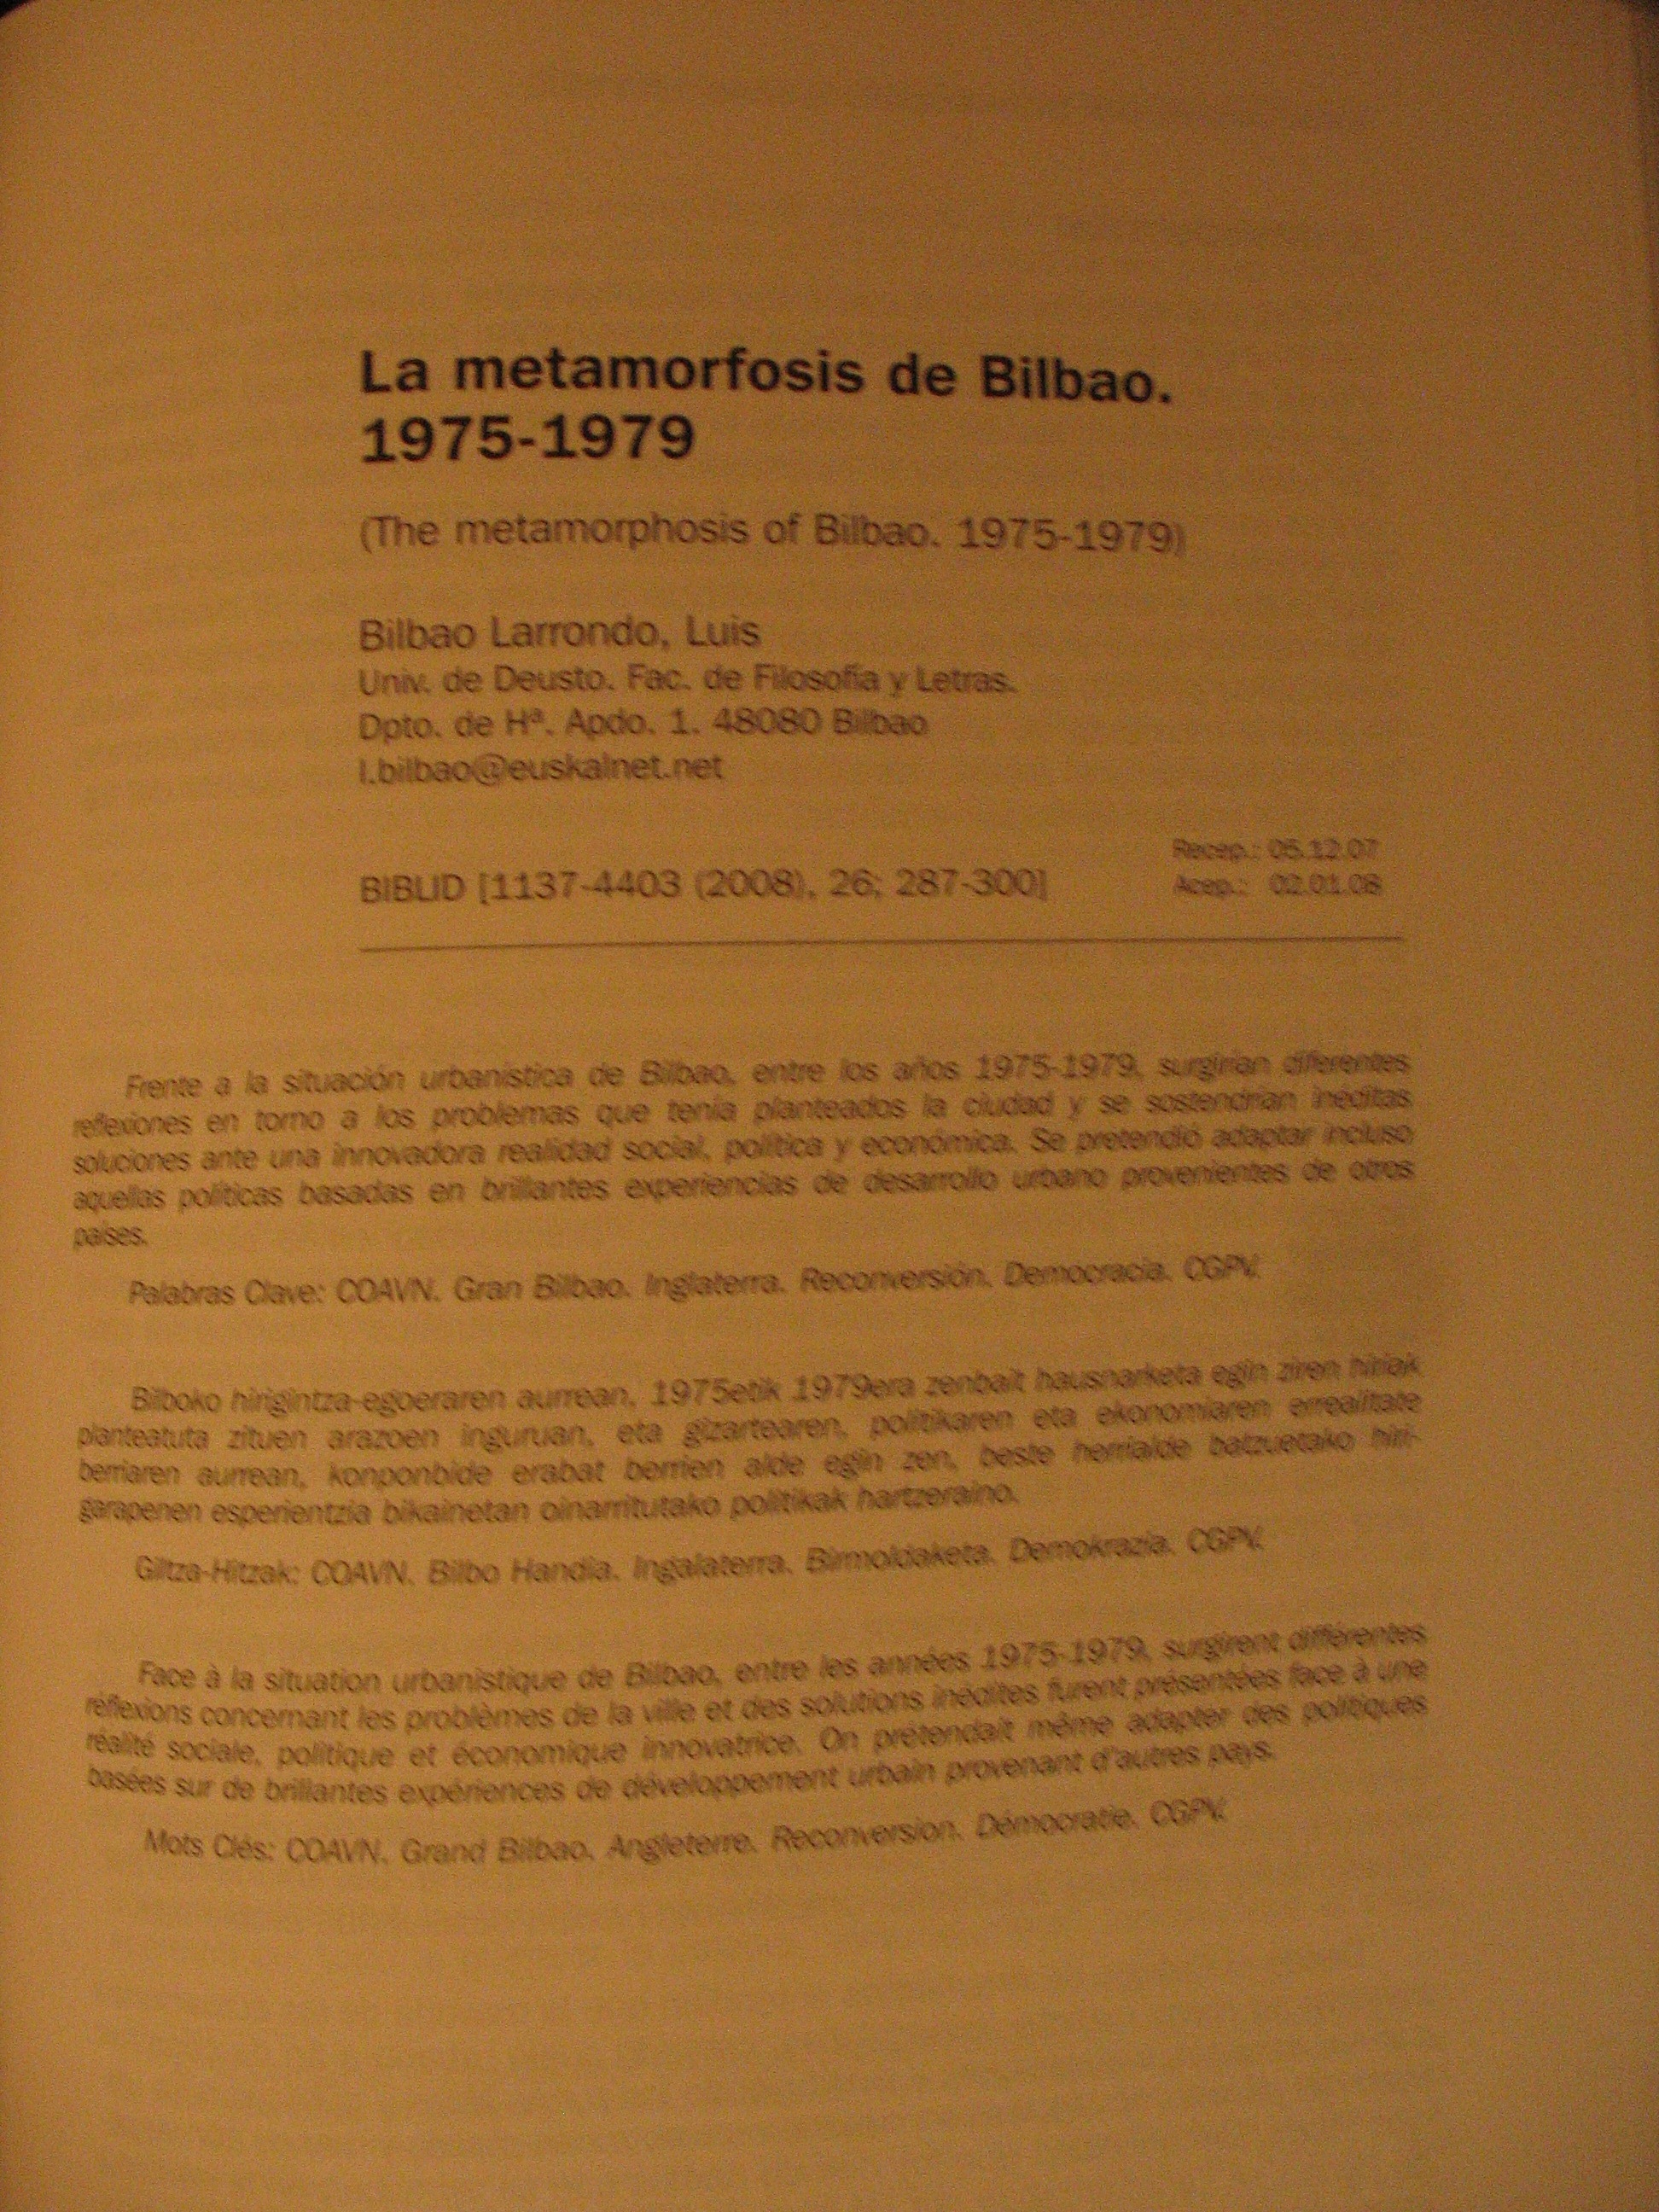 La metamorfosis de Bilbao.
1975-1979
(The metamorphosis of Bilbao. 1975-1979)
Bilbao Larrondo, Luis
Univ. de Deusto. Fac. de Filosofía y Letras.
Dpto. de Hª. Apdo. 1. 48080 Bilbao
l.bilbao@euskalnet.net
Recep.: 05.12.07
BIBLID [1137-4403 (2008), 26; 287-300]
Acep.: 02.01.08
Frente a la situación urbanística de Bilbao, entre los años 1975-1979, surgirían diferentes
reflexiones en torno a los problemas que tenía planteados la ciudad y se sostendrían inéditas
soluciones ante una innovadora realidad social, política y económica. Se pretendió adaptar incluso
aquellas políticas basadas en brillantes experiencias de desarrollo urbano provenientes de otros
países.
Palabras Clave: COAVN. Gran Bilbao. Inglaterra. Reconversión. Democracia. CGPV.
Bilboko hirigintza-egoeraren aurrean, 1975etik 1979era zenbait hausnarketa egin ziren hiriak
planteatuta zituen arazoen inguruan, eta gizartearen, politikaren eta ekonomiaren errealitate
berriaren aurrean, konponbide erabat berrien alde egin zen, beste herrialde batzuetako hiri-
garapenen esperientzia bikainetan oinarritutako politikak hartzeraino.
Giltza-Hitzak: COAVN. Bilbo Handia. Ingalaterra. Birmoldaketa. Demokrazia. CGPV.
Face à la situation urbanistique de Bilbao, entre les années 1975-1979, surgirent différentes
réflexions concernant les problèmes de la ville et des solutions inédites furent présentées face à une
réalité sociale, politique et économique innovatrice. On prétendait même adapter des politiques
basées sur de brillantes expériences de développement urbain provenant d'autres pays.
Mots Clés: COAVN. Grand Bilbao. Angleterre. Reconversion. Démocratie. CGPV.